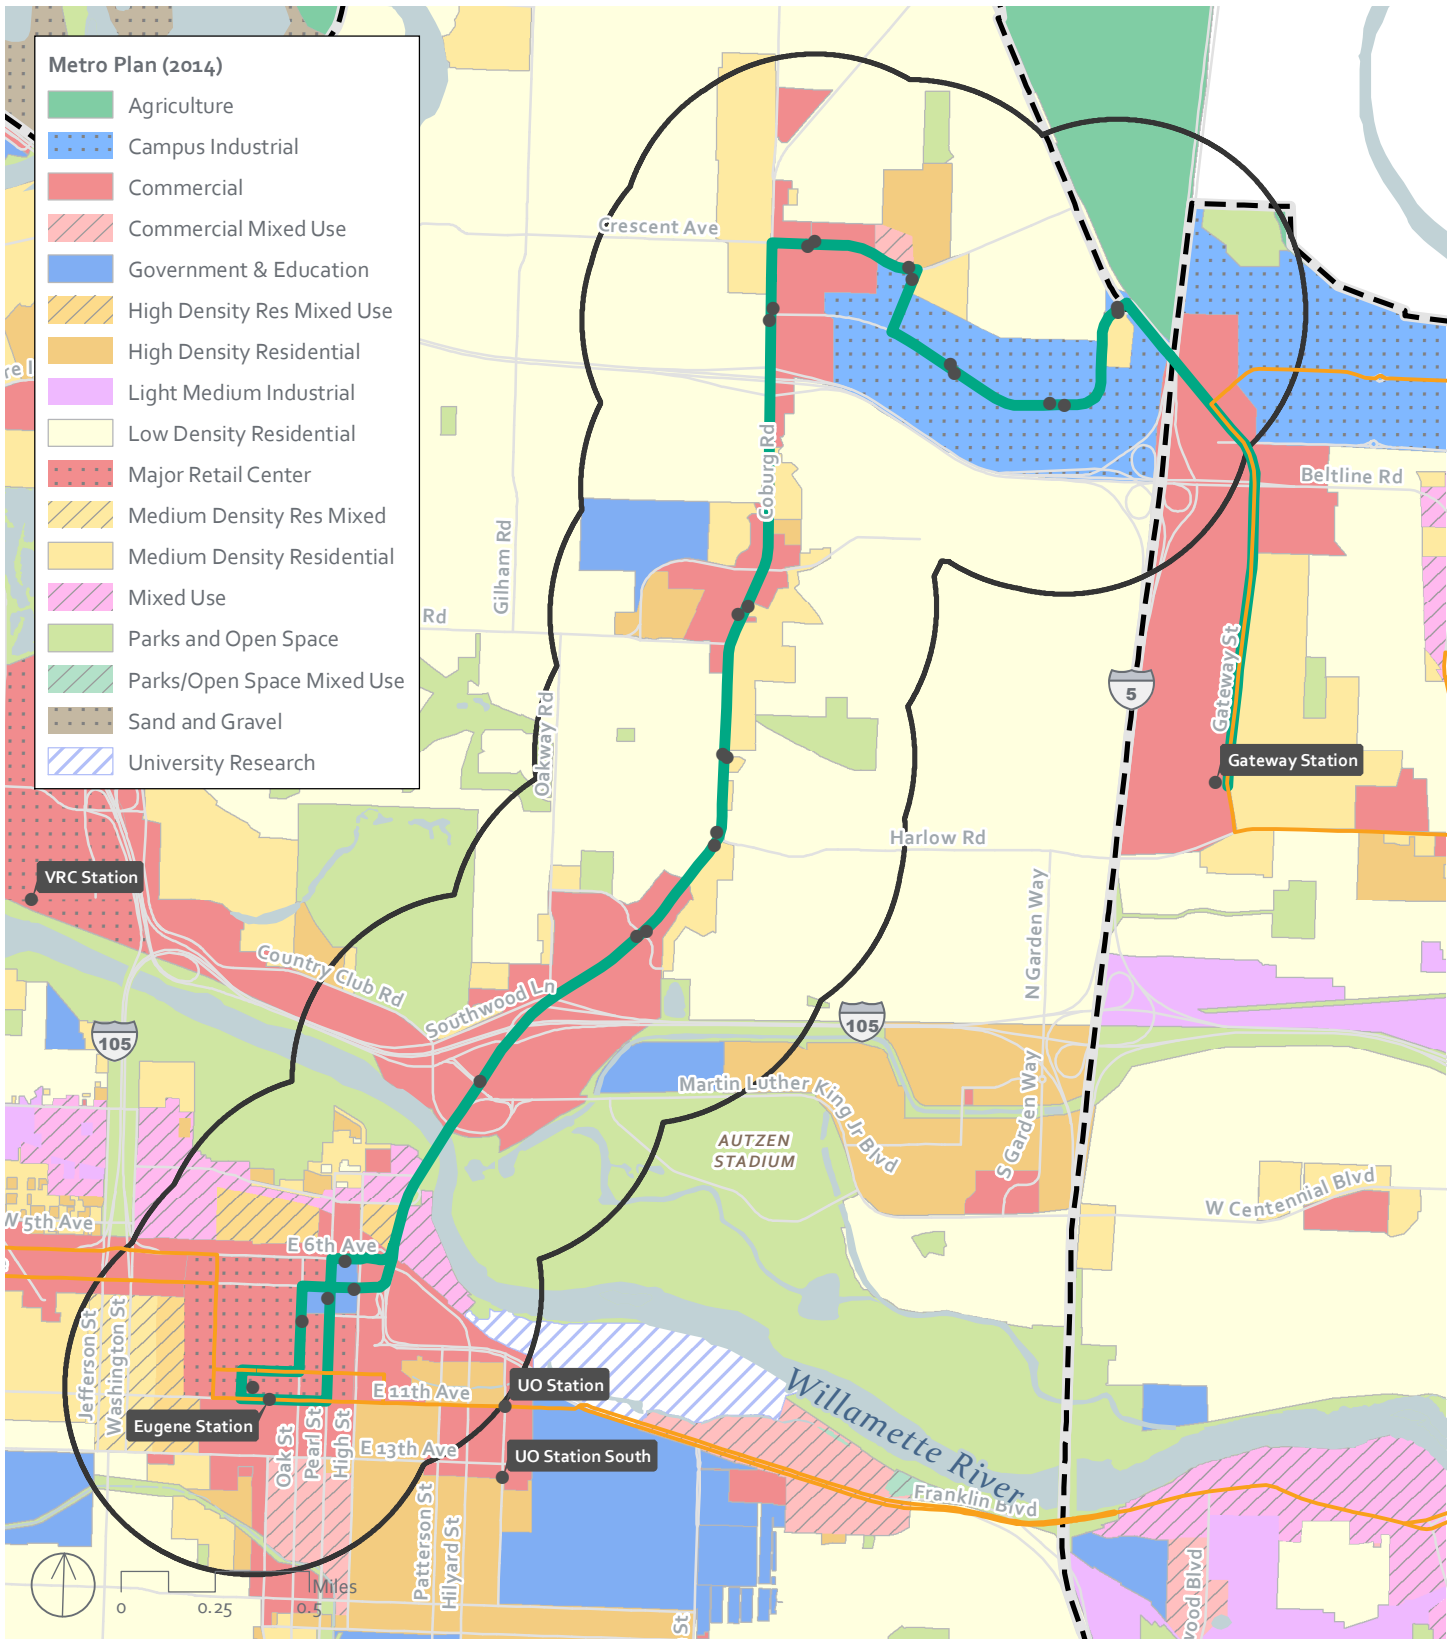 Metro Plan (2014)
Agriculture
Campus Industrial
Commercial
Commercial Mixed Use
Government & Education
High Density Res Mixed Use
High Density Residential
Light Medium Industrial
Low Density Residential
Major Retail Center
Medium Density Res Mixed
Medium Density Residential
Mixed Use
Parks and Open Space
Parks/Open Space Mixed Use
Sand and Gravel
University Research
Crescent Ave
Coburg Rd
Beltline Rd
Gilham Rd
Rd
Oakway Rd
5
Gateway St
Gateway Station
Harlow Rd
VRC Station
N Garden Way
Country Club Rd
Southwood Ln
105
105
Martin Luther King Jr Blvd
S Garden Way
AUTZEN
STADIUM
W Centennial Blvd
W 5th Ave
E 6th Ave
Jefferson St
Washington St
E 11th Ave
UO Station
Eugene Station
E 13th Ave
UO Station South
Oak St
Pearl St
High St
Patterson St
Hilyard St
Willamette River
Franklin Blvd
wood Blvd
St
Miles
0 0.25 0.5